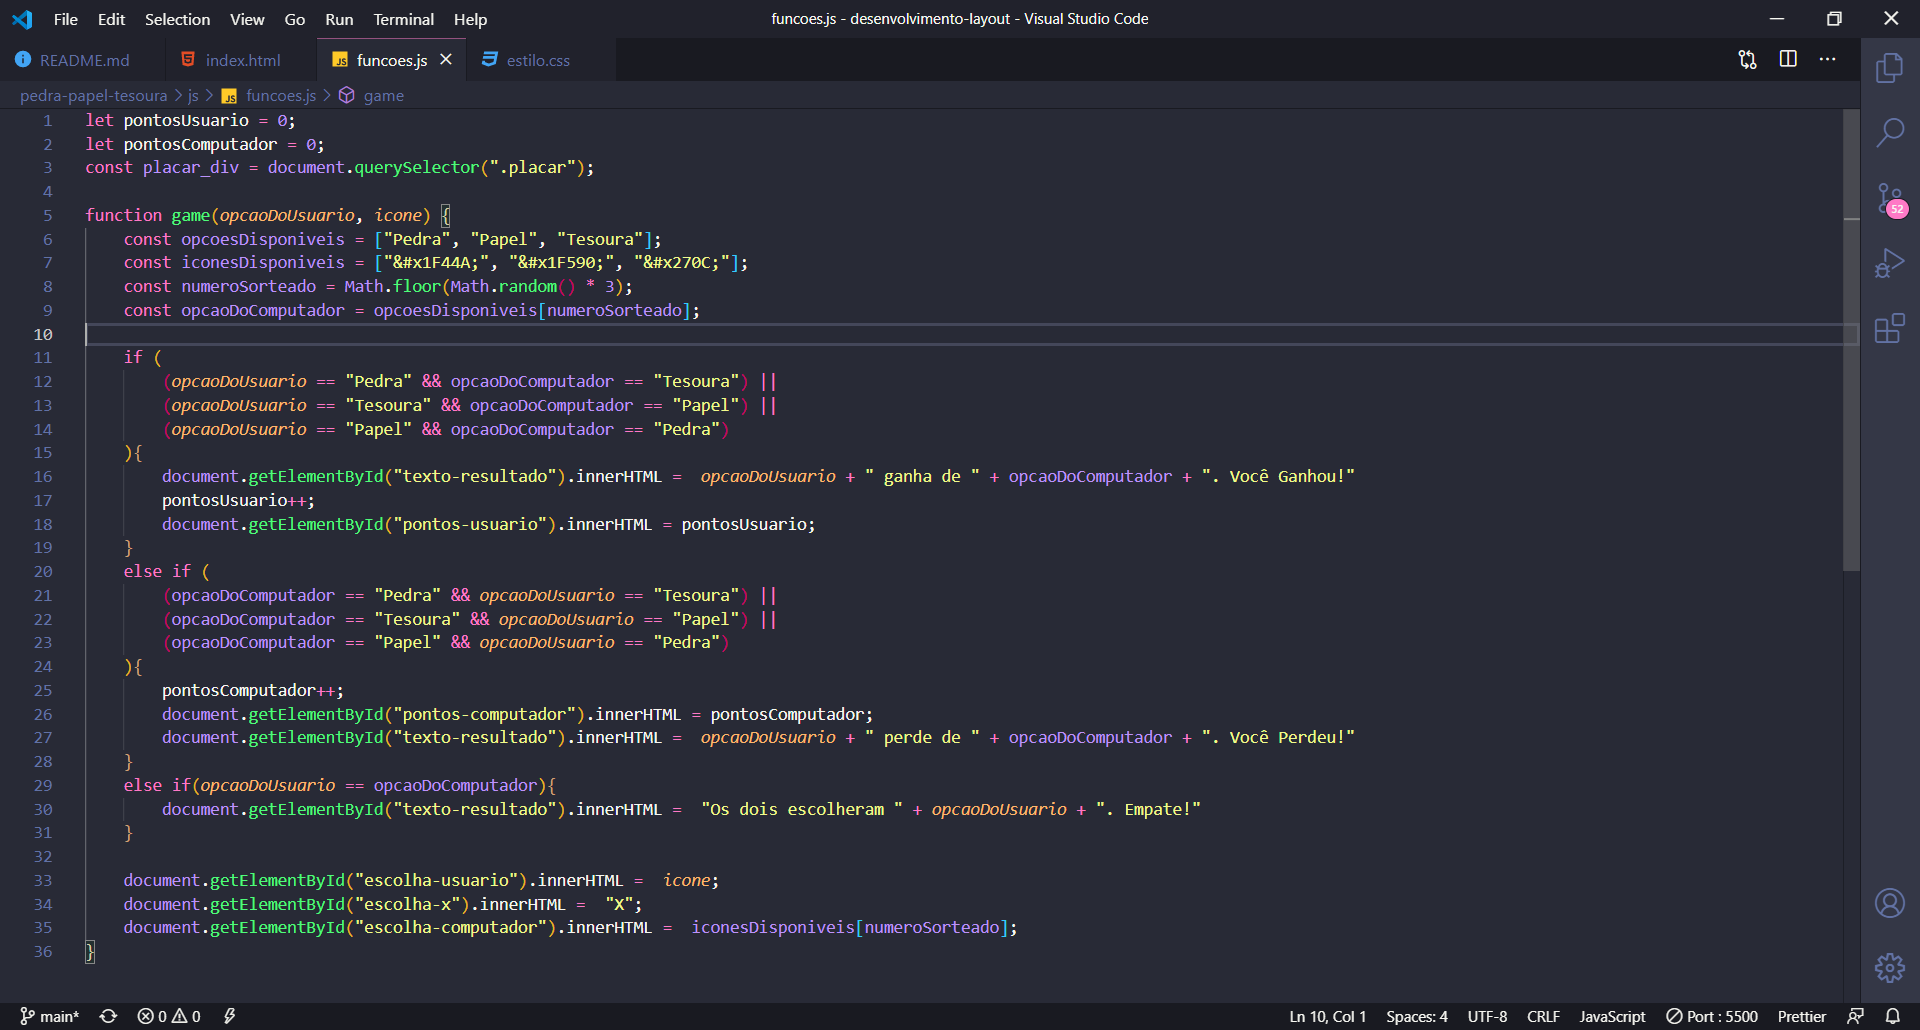 File Edit Selection View Go Run Terminal Help funcoes.js - desenvolvimento-layout - Visual Studio Code
README.md index.html JS funcoes.js estilo.css
pedra-papel-tesoura > js > JS funcoes.js > game
1 let pontosUsuario = 0;
2 let pontosComputador = 0;
3 const placar_div = document.querySelector(".placar");
4
5 function game(opcaoDoUsuario, icone) {
6 const opcoesDisponiveis = ["Pedra", "Papel", "Tesoura"];
7 const iconesDisponiveis = ["&#x1F44A;", "&#x1F590;", "&#x270C;"];
8 const numeroSorteado = Math.floor(Math.random() * 3);
9 const opcaoDoComputador = opcoesDisponiveis[numeroSorteado];
10
11 if (
12 (opcaoDoUsuario == "Pedra" && opcaoDoComputador == "Tesoura") ||
13 (opcaoDoUsuario == "Tesoura" && opcaoDoComputador == "Papel") ||
14 (opcaoDoUsuario == "Papel" && opcaoDoComputador == "Pedra")
15 ){
16 document.getElementById("texto-resultado").innerHTML =  opcaoDoUsuario + " ganha de " + opcaoDoComputador + ". Você Ganhou!"
17 pontosUsuario++;
18 document.getElementById("pontos-usuario").innerHTML = pontosUsuario;
19 }
20 else if (
21 (opcaoDoComputador == "Pedra" && opcaoDoUsuario == "Tesoura") ||
22 (opcaoDoComputador == "Tesoura" && opcaoDoUsuario == "Papel") ||
23 (opcaoDoComputador == "Papel" && opcaoDoUsuario == "Pedra")
24 ){
25 pontosComputador++;
26 document.getElementById("pontos-computador").innerHTML = pontosComputador;
27 document.getElementById("texto-resultado").innerHTML =  opcaoDoUsuario + " perde de " + opcaoDoComputador + ". Você Perdeu!"
28 }
29 else if(opcaoDoUsuario == opcaoDoComputador){
30 document.getElementById("texto-resultado").innerHTML =  "Os dois escolheram " + opcaoDoUsuario + ". Empate!"
31 }
32
33 document.getElementById("escolha-usuario").innerHTML =  icone;
34 document.getElementById("escolha-x").innerHTML =  "X";
35 document.getElementById("escolha-computador").innerHTML =  iconesDisponiveis[numeroSorteado];
36 }
52
main* 0 0 Ln 10, Col 1 Spaces: 4 UTF-8 CRLF JavaScript Port : 5500 Prettier